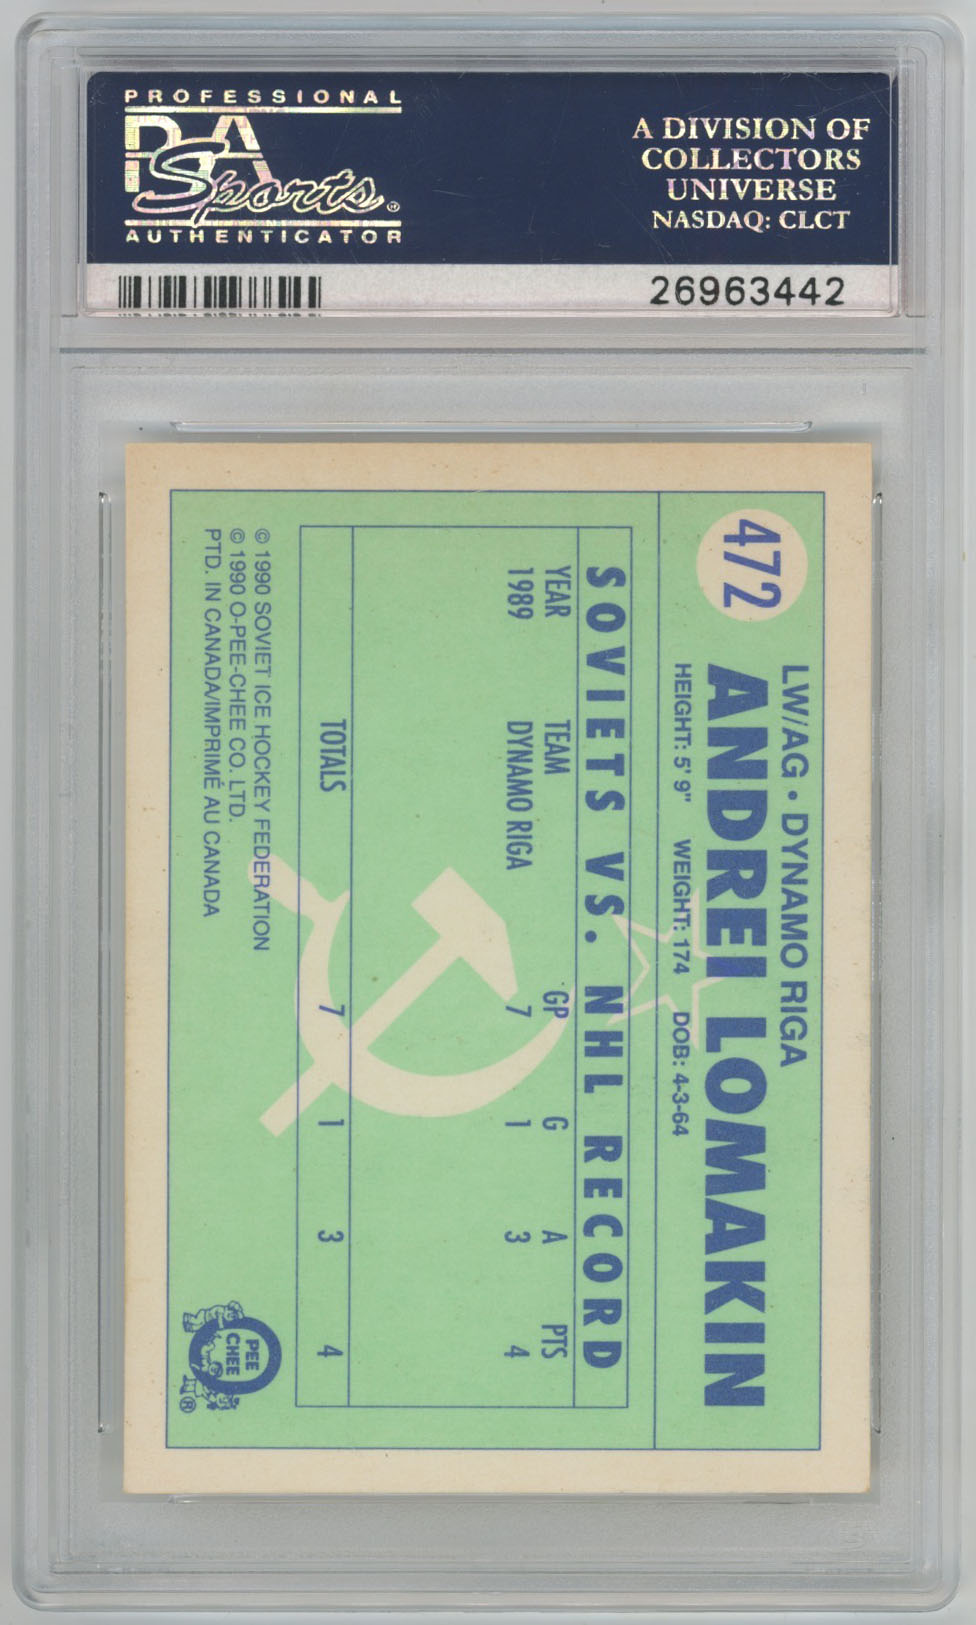 PROFESSIONAL
PSA
Sports®
AUTHENTICATOR
A DIVISION OF
COLLECTORS
UNIVERSE
NASDAQ: CLCT
26963442
472
LW/AG • DYNAMO RIGA
ANDREI LOMAKIN
HEIGHT: 5' 9" WEIGHT: 174 DOB: 4-3-64
SOVIETS VS. NHL RECORD
YEAR TEAM GP G A PTS
1989 DYNAMO RIGA 7 1 3 4
TOTALS 7 1 3 4
© 1990 SOVIET ICE HOCKEY FEDERATION
© 1990 O-PEE-CHEE CO. LTD.
PTD. IN CANADA/IMPRIMÉ AU CANADA
O
PEE
CHEE
®